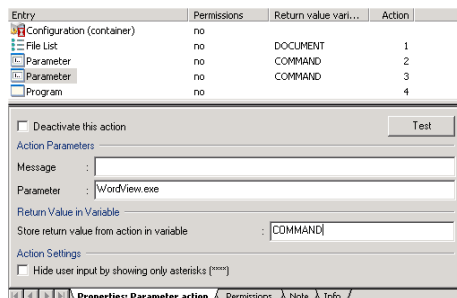 Entry Permissions Return value vari... Action
Configuration (container) no
File List no DOCUMENT 1
Parameter no COMMAND 2
Parameter no COMMAND 3
Program no 4
Deactivate this action Test
Action Parameters
Message :
Parameter : WordView.exe
Return Value in Variable
Store return value from action in variable : COMMAND
Action Settings
Hide user input by showing only asterisks (****)
Properties: Parameter action Permissions Note Info